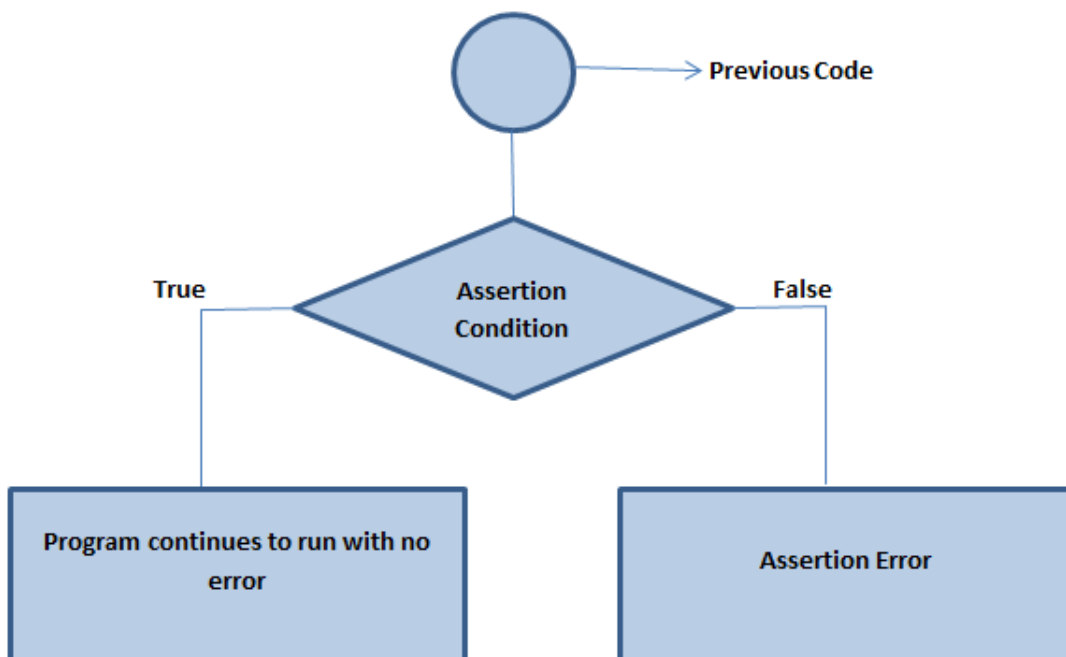 Previous Code
True
Assertion
Condition
False
Program continues to run with no
error
Assertion Error